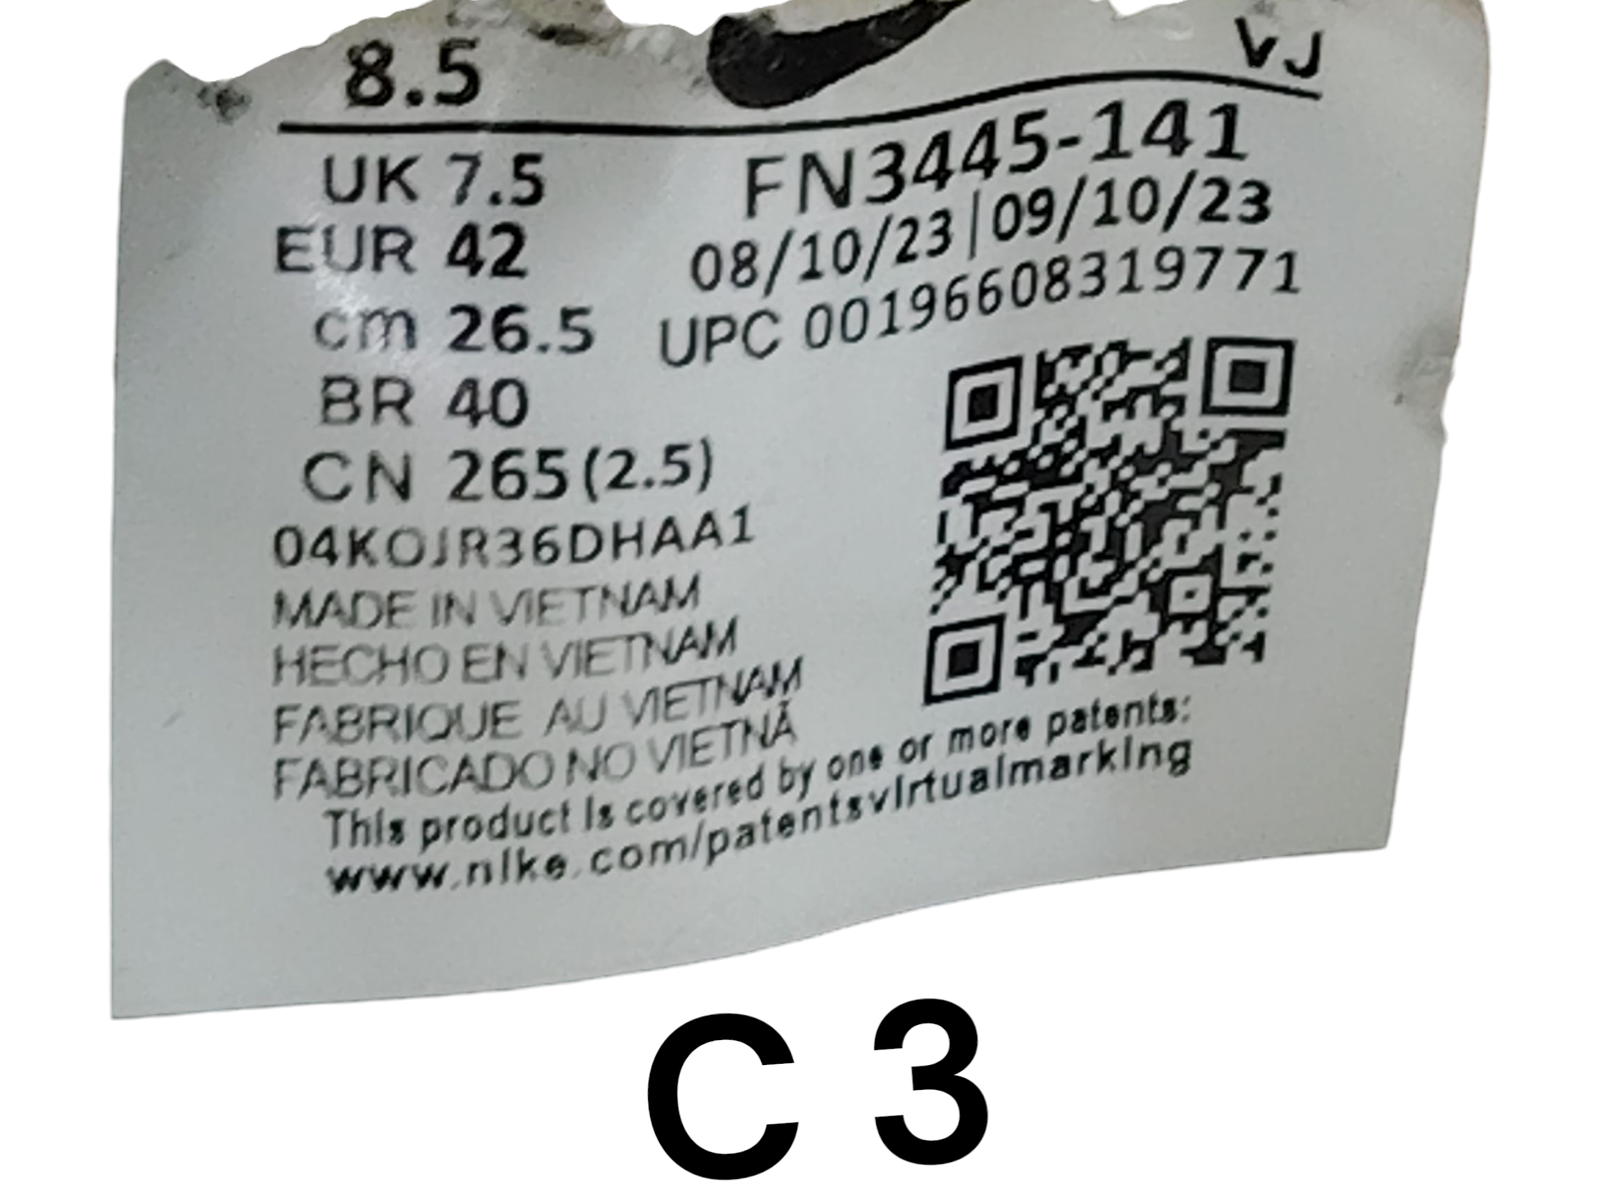 8.5
VJ
UK 7.5
FN3445-141
EUR 42
08/10/23|09/10/23
cm 26.5
UPC 00196608319771
BR 40
CN 265(2.5)
04KOJR36DHAA1
MADE IN VIETNAM
HECHO EN VIETNAM
FABRIQUE AU VIETNAM
FABRICADO NO VIETNÃ
This product is covered by one or more patents:
www.nike.com/patentsvirtualmarking
C 3